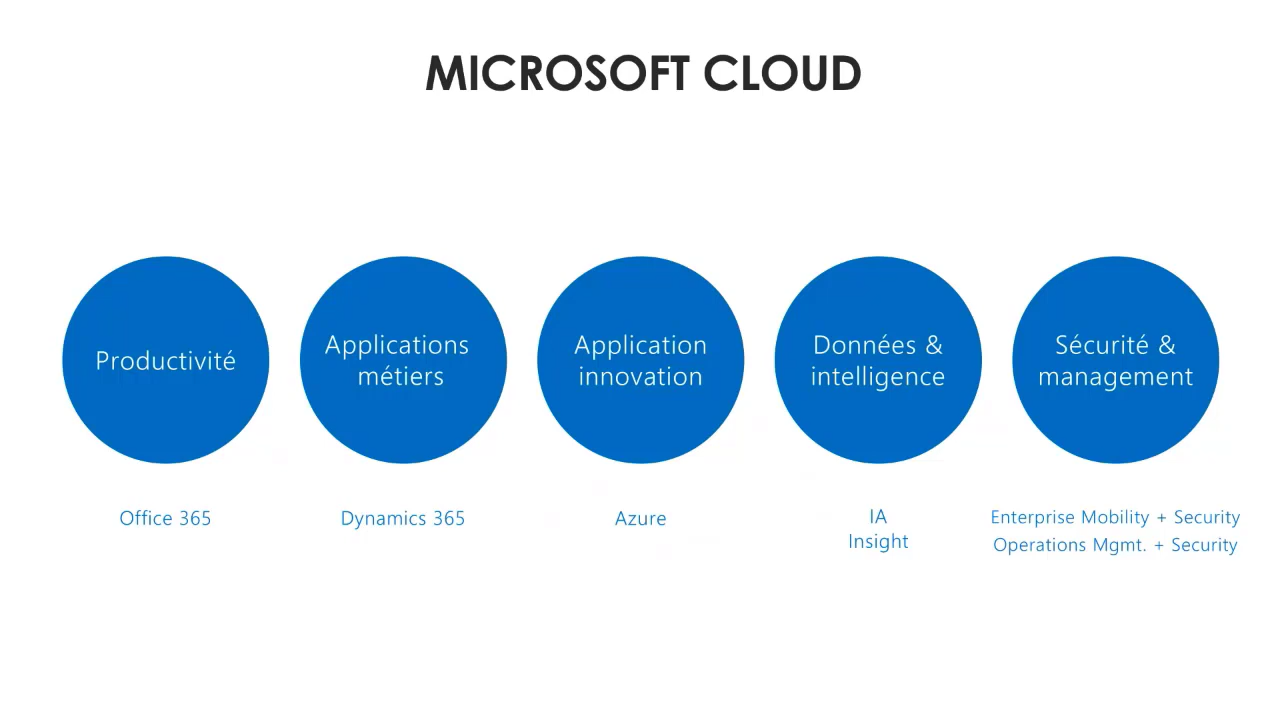 MICROSOFT CLOUD
Productivité
Applications
métiers
Application
innovation
Données &
intelligence
Sécurité &
management
Office 365
Dynamics 365
Azure
IA
Insight
Enterprise Mobility + Security
Operations Mgmt. + Security